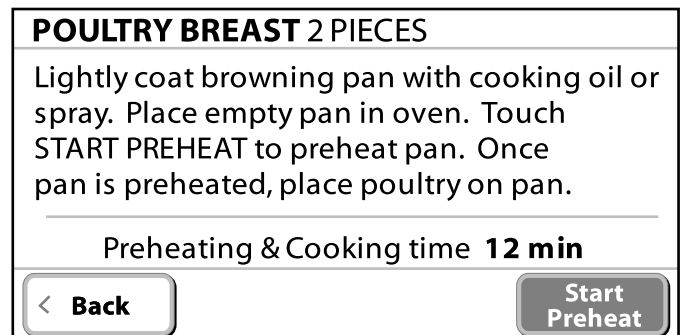 POULTRY BREAST 2 PIECES
Lightly coat browning pan with cooking oil or
spray. Place empty pan in oven. Touch
START PREHEAT to preheat pan. Once
pan is preheated, place poultry on pan.
Preheating & Cooking time 12 min
< Back
Start
Preheat